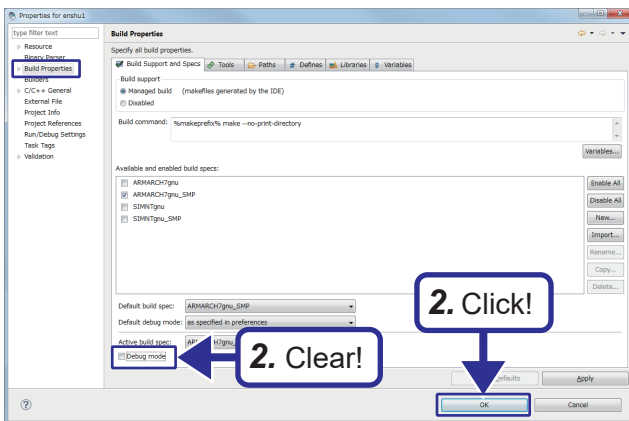 Properties for enshu1
type filter text
Resource
Binary Parser
Build Properties
Builders
C/C++ General
External File
Project Info
Project References
Run/Debug Settings
Task Tags
Validation
Build Properties
Specify all build properties.
Build Support and Specs
Tools
Paths
# Defines
Libraries
Variables
Build support
Managed build (makefiles generated by the IDE)
Disabled
Build command:
%makeprefix% make --no-print-directory
Variables...
Available and enabled build specs:
ARMARCH7gnu
ARMARCH7gnu_SMP
SIMNTgnu
SIMNTgnu_SMP
Enable All
Disable All
New...
Import...
Rename...
Copy...
Delete...
Default build spec: ARMARCH7gnu_SMP
Default debug mode: as specified in preferences
Active build spec:
Debug mode
2. Clear!
2. Click!
Apply
OK
Cancel